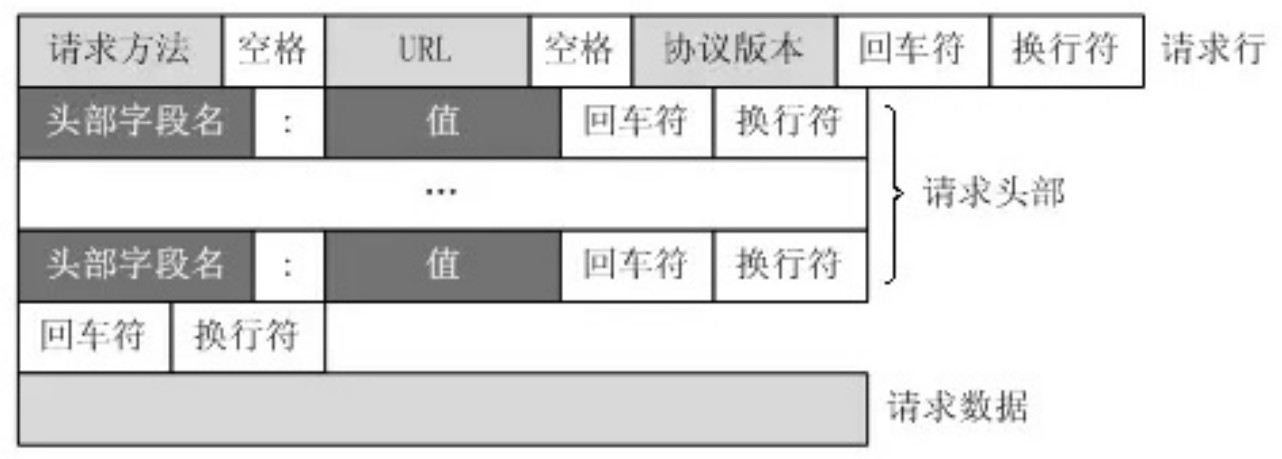 请求方法 空格 URL 空格 协议版本 回车符 换行符 请求行
头部字段名 : 值 回车符 换行符
...
请求头部
头部字段名 : 值 回车符 换行符
回车符 换行符
请求数据